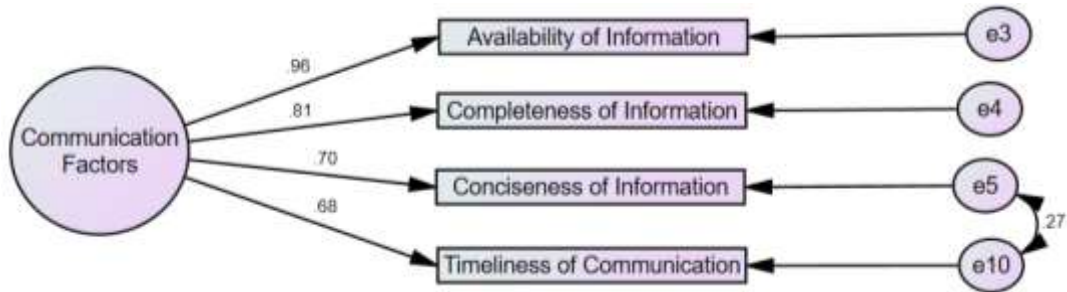 Availability of Information
e3
.96
.81
Completeness of Information
e4
Communication
Factors
.70
Conciseness of Information
e5
.68
.27
Timeliness of Communication
e10